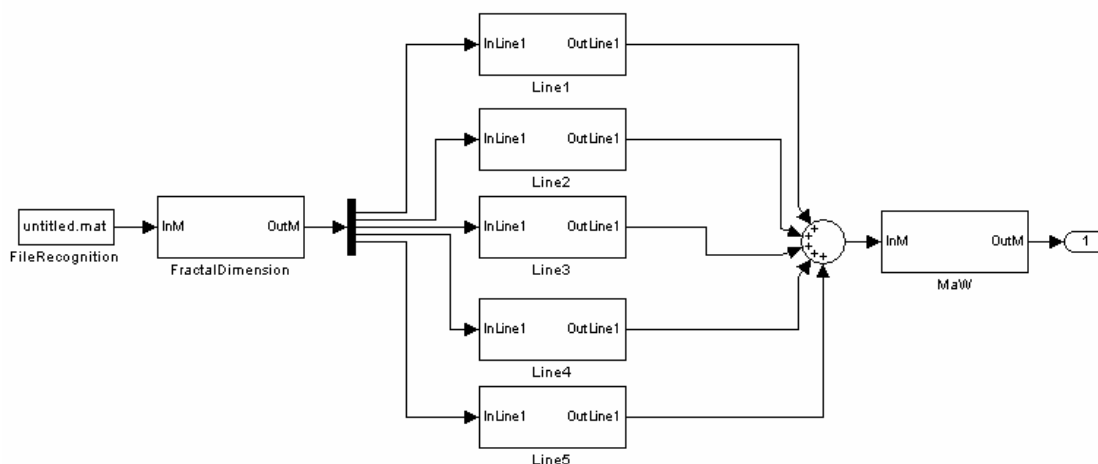 InLine1 OutLine1
Line1
InLine1 OutLine1
Line2
untitled.mat
FileRecognition
InM OutM
FractalDimension
InLine1 OutLine1
Line3
+
+
+
+
+
InM OutM
MaW
1
InLine1 OutLine1
Line4
InLine1 OutLine1
Line5